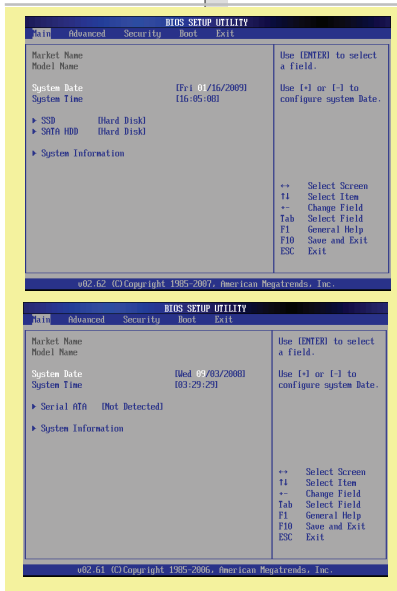 BIOS SETUP UTILITY
Main Advanced Security Boot Exit
Market Name
Model Name
System Date [Fri 01/16/2009]
System Time [16:05:08]
SSD [Hard Disk]
SATA HDD [Hard Disk]
System Information
Use [ENTER] to select
a field.
Use [+] or [-] to
configure system Date.
↔ Select Screen
↑↓ Select Item
+- Change Field
Tab Select Field
F1 General Help
F10 Save and Exit
ESC Exit
v02.62 (C)Copyright 1985-2007, American Megatrends, Inc.
BIOS SETUP UTILITY
Main Advanced Security Boot Exit
Market Name
Model Name
System Date [Wed 09/03/2008]
System Time [03:29:29]
Serial ATA [Not Detected]
System Information
Use [ENTER] to select
a field.
Use [+] or [-] to
configure system Date.
↔ Select Screen
↑↓ Select Item
+- Change Field
Tab Select Field
F1 General Help
F10 Save and Exit
ESC Exit
v02.61 (C)Copyright 1985-2006, American Megatrends, Inc.